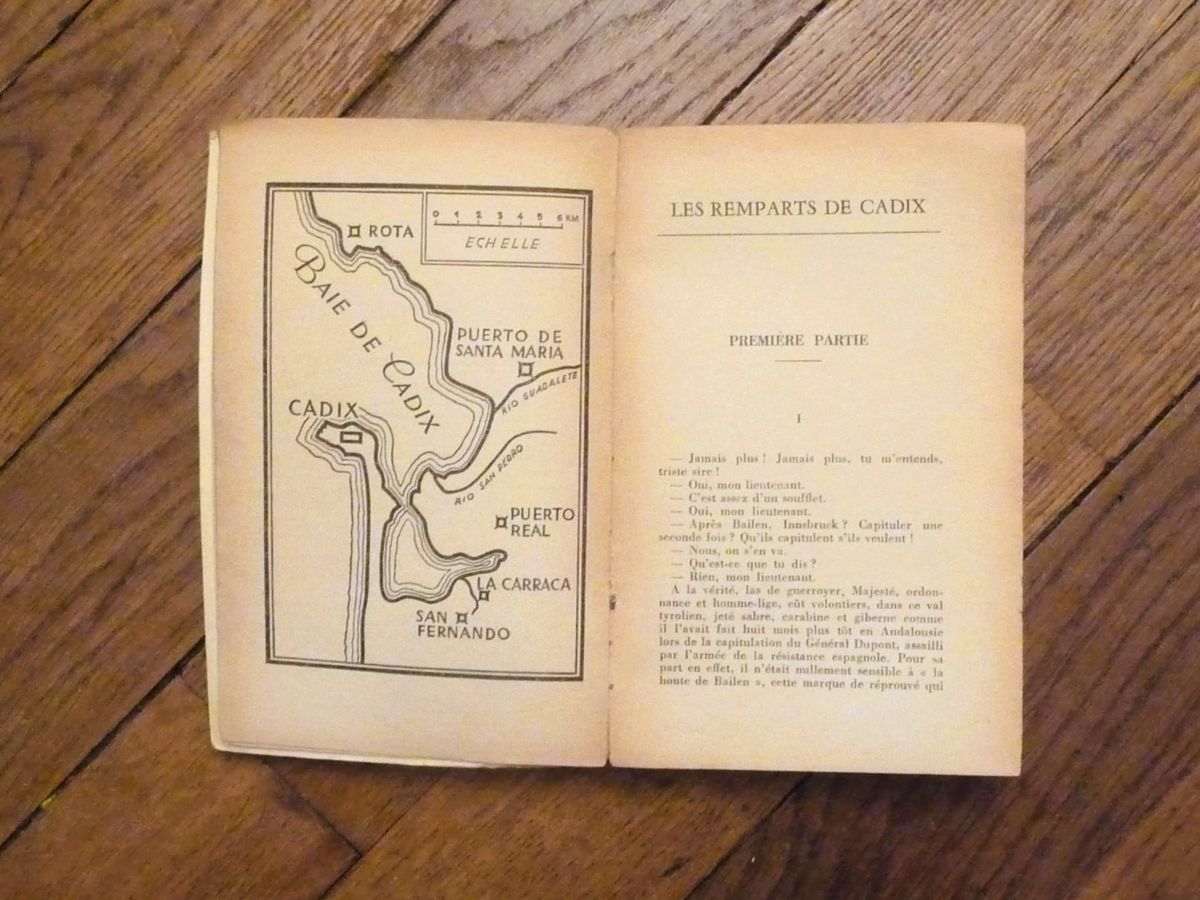 0 1 2 3 4 5 6 KM.
ECHELLE
ROTA
BAIE DE CADIX
PUERTO DE
SANTA MARIA
RIO GUADALETE
CADIX
RIO SAN PEDRO
PUERTO
REAL
LA CARRACA
SAN
FERNANDO
LES REMPARTS DE CADIX
PREMIÈRE PARTIE
I
— Jamais plus ! Jamais plus, tu m'entends,
triste sire !
— Oui, mon lieutenant.
— C'est assez d'un soufflet.
— Oui, mon lieutenant.
— Après Bailen, Innsbruck ? Capituler une
seconde fois ? Qu'ils capitulent s'ils veulent !
— Nous, on s'en va.
— Qu'est-ce que tu dis ?
— Rien, mon lieutenant.
A la vérité, las de guerroyer, Majesté, ordon-
nance et homme-lige, eût volontiers, dans ce val
tyrolien, jeté sabre, carabine et giberne comme
il l'avait fait huit mois plus tôt en Andalousie
lors de la capitulation du Général Dupont, assailli
par l'armée de la résistance espagnole. Pour sa
part en effet, il n'était nullement sensible à « la
honte de Bailen », cette marque de réprouvé qui